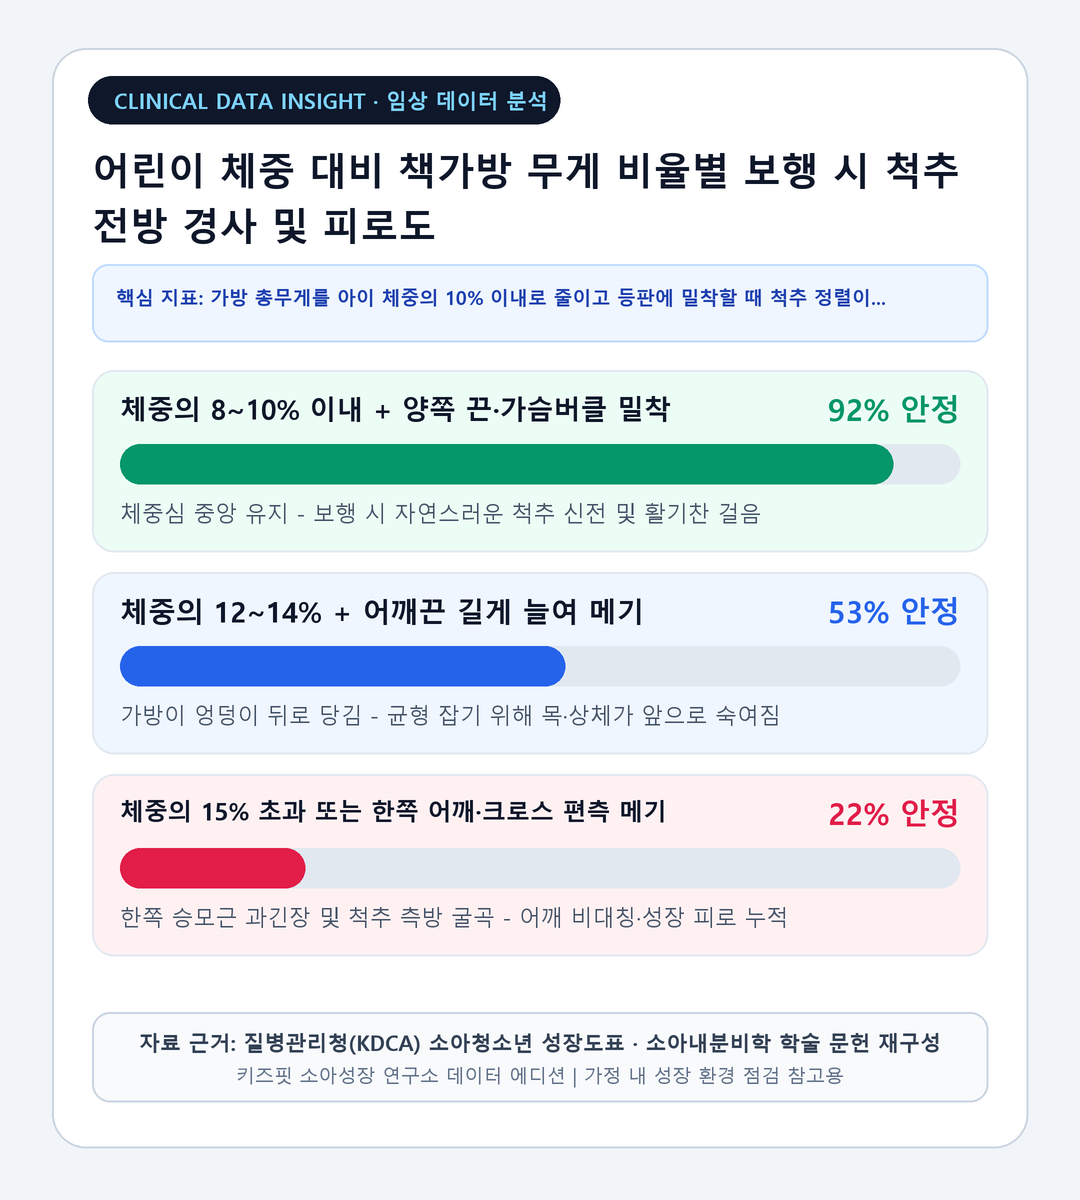 CLINICAL DATA INSIGHT · 임상 데이터 분석
어린이 체중 대비 책가방 무게 비율별 보행 시 척추
전방 경사 및 피로도
핵심 지표: 가방 총무게를 아이 체중의 10% 이내로 줄이고 등판에 밀착할 때 척추 정렬이...
체중의 8~10% 이내 + 양쪽 끈·가슴버클 밀착
92% 안정
체중심 중앙 유지 - 보행 시 자연스러운 척추 신전 및 활기찬 걸음
체중의 12~14% + 어깨끈 길게 늘여 메기
53% 안정
가방이 엉덩이 뒤로 당김 - 균형 잡기 위해 목·상체가 앞으로 숙여짐
체중의 15% 초과 또는 한쪽 어깨·크로스 편측 메기
22% 안정
한쪽 승모근 과긴장 및 척추 측방 굴곡 - 어깨 비대칭·성장 피로 누적
자료 근거: 질병관리청(KDCA) 소아청소년 성장도표 · 소아내분비학 학술 문헌 재구성
키즈핏 소아성장 연구소 데이터 에디션 | 가정 내 성장 환경 점검 참고용